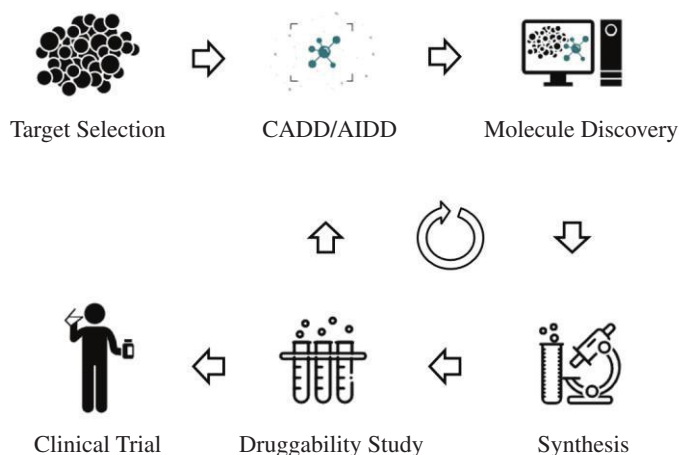 Target Selection
CADD/AIDD
Molecule Discovery
Clinical Trial
Druggability Study
Synthesis